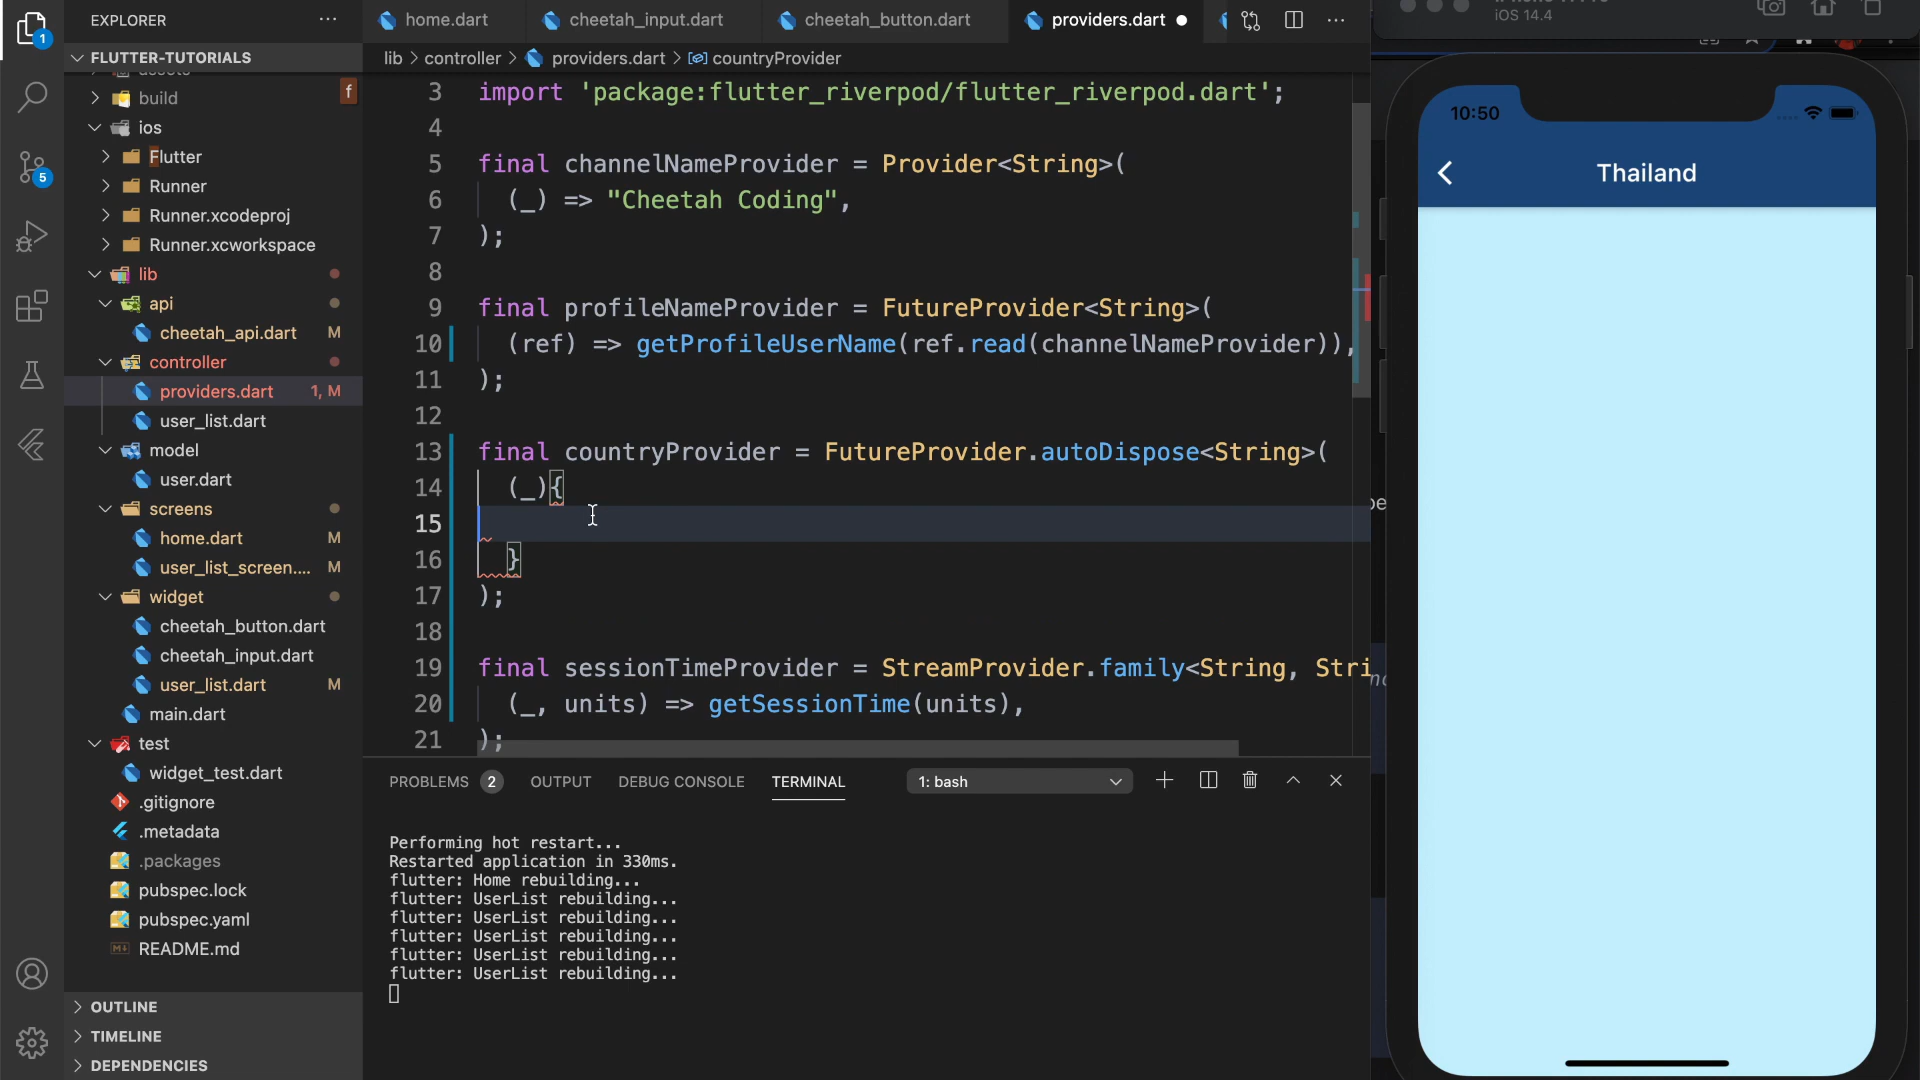 EXPLORER
FLUTTER-TUTORIALS
build
f
ios
Flutter
Runner
Runner.xcodeproj
Runner.xcworkspace
lib
api
cheetah_api.dart M
controller
providers.dart 1, M
user_list.dart
model
user.dart
screens
home.dart M
user_list_screen.... M
widget
cheetah_button.dart
cheetah_input.dart
user_list.dart M
main.dart
test
widget_test.dart
.gitignore
.metadata
.packages
pubspec.lock
pubspec.yaml
README.md
OUTLINE
TIMELINE
DEPENDENCIES
1
5
home.dart
cheetah_input.dart
cheetah_button.dart
providers.dart
lib > controller > providers.dart > countryProvider
3 import 'package:flutter_riverpod/flutter_riverpod.dart';
4
5 final channelNameProvider = Provider<String>(
6 (_) => "Cheetah Coding",
7 );
8
9 final profileNameProvider = FutureProvider<String>(
10 (ref) => getProfileUserName(ref.read(channelNameProvider)),
11 );
12
13 final countryProvider = FutureProvider.autoDispose<String>(
14 (_){
15
16 }
17 );
18
19 final sessionTimeProvider = StreamProvider.family<String, Stri
20 (_, units) => getSessionTime(units),
21 );
PROBLEMS 2
OUTPUT
DEBUG CONSOLE
TERMINAL
1: bash
Performing hot restart...
Restarted application in 330ms.
flutter: Home rebuilding...
flutter: UserList rebuilding...
flutter: UserList rebuilding...
flutter: UserList rebuilding...
flutter: UserList rebuilding...
flutter: UserList rebuilding...
iOS 14.4
10:50
Thailand